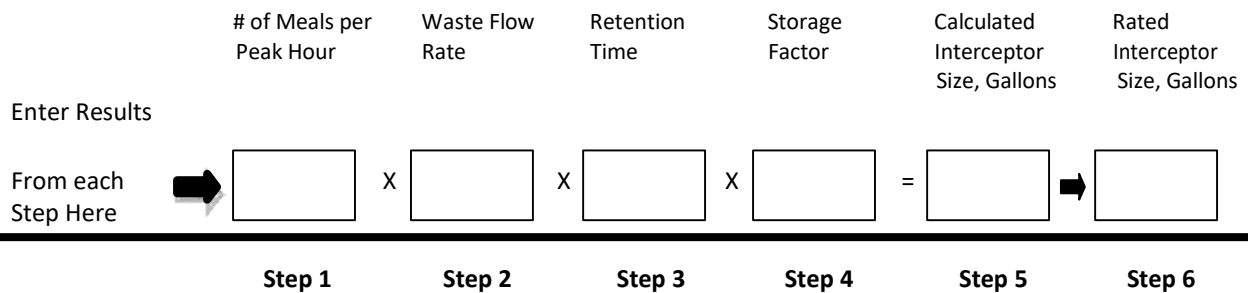 # of Meals per Waste Flow Retention Storage Calculated Rated
Peak Hour Rate Time Factor Interceptor Interceptor
Size, Gallons Size, Gallons
Enter Results
From each X X X =
Step Here
Step 1 Step 2 Step 3 Step 4 Step 5 Step 6